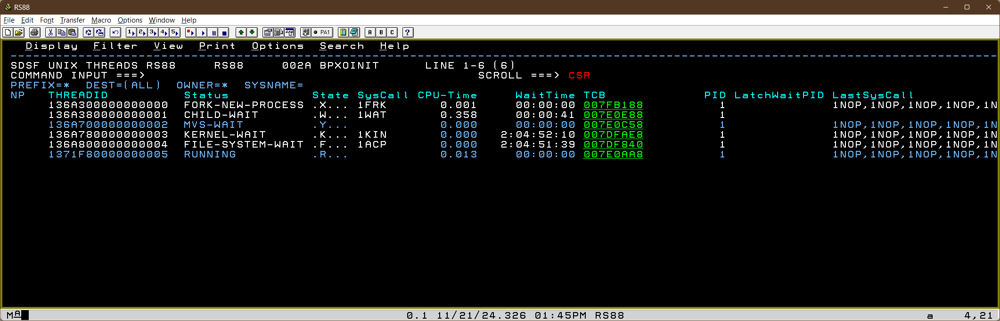 RS88
File Edit Font Transfer Macro Options Window Help
1 2 3 4 5 PA1 A B C ?
Display Filter View Print Options Search Help
SDSF UNIX THREADS RS88 RS88 002A BPXOINIT LINE 1-6 (6)
COMMAND INPUT ===> SCROLL ===> CSR
PREFIX=* DEST=(ALL) OWNER=* SYSNAME=
NP THREADID Status State SysCall CPU-Time WaitTime TCB PID LatchWaitPID LastSysCall
136A300000000000 FORK-NEW-PROCESS .X... 1FRK 0.001 00:00:00 007FB188 1 1NOP,1NOP,1NOP,1NOP,1N
136A380000000001 CHILD-WAIT .W... 1WAT 0.358 00:00:41 007E0E88 1
136A700000000002 MVS-WAIT .Y... 0.000 00:00:00 007E0C58 1 1NOP,1NOP,1NOP,1NOP,1N
136A780000000003 KERNEL-WAIT .K... 1KIN 0.000 2:04:52:10 007DFAE8 1 1NOP,1NOP,1NOP,1NOP,1N
136A800000000004 FILE-SYSTEM-WAIT .F... 1ACP 0.000 2:04:51:39 007DF840 1 1NOP,1NOP,1NOP,1NOP,1N
1371F80000000005 RUNNING .R... 0.013 00:00:00 007E0AA8 1 1NOP,1NOP,1NOP,1NOP,1N
MA 0.1 11/21/24.326 01:45PM RS88 a 4,21